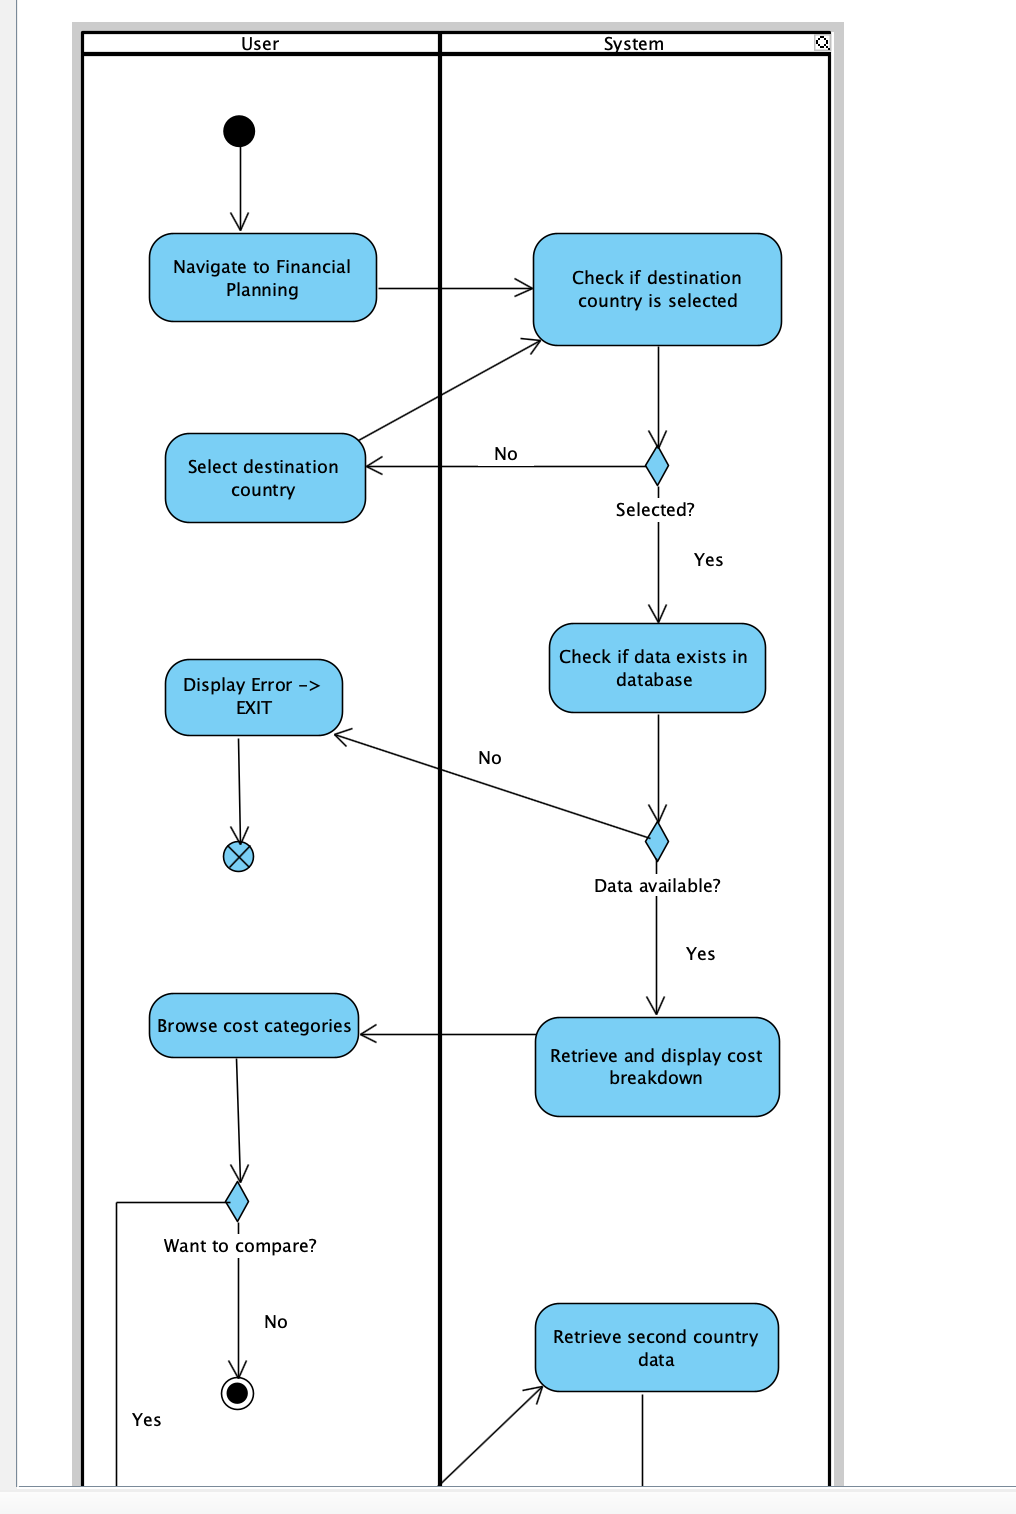 User
System
Navigate to Financial
Planning
Check if destination
country is selected
Select destination
country
No
Selected?
Yes
Check if data exists in
database
Display Error ->
EXIT
No
Data available?
Yes
Browse cost categories
Retrieve and display cost
breakdown
Want to compare?
No
Retrieve second country
data
Yes